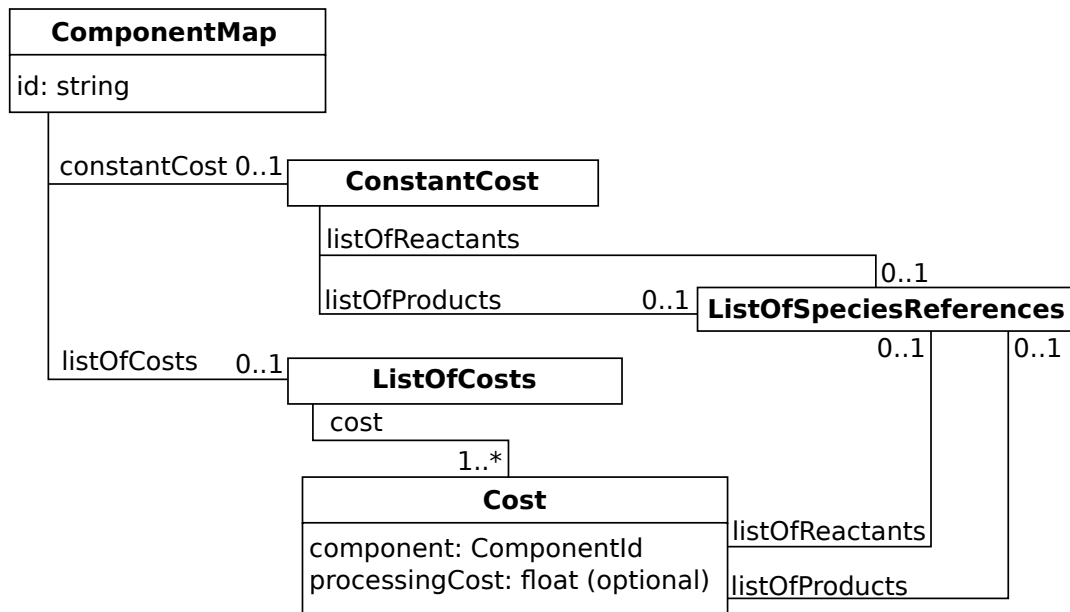 ComponentMap
id: string
constantCost 0..1
ConstantCost
listOfReactants
0..1
listOfProducts 0..1
ListOfSpeciesReferences
0..1 0..1
listOfCosts 0..1
ListOfCosts
cost
1..*
Cost
component: ComponentId
processingCost: float (optional)
listOfReactants
listOfProducts